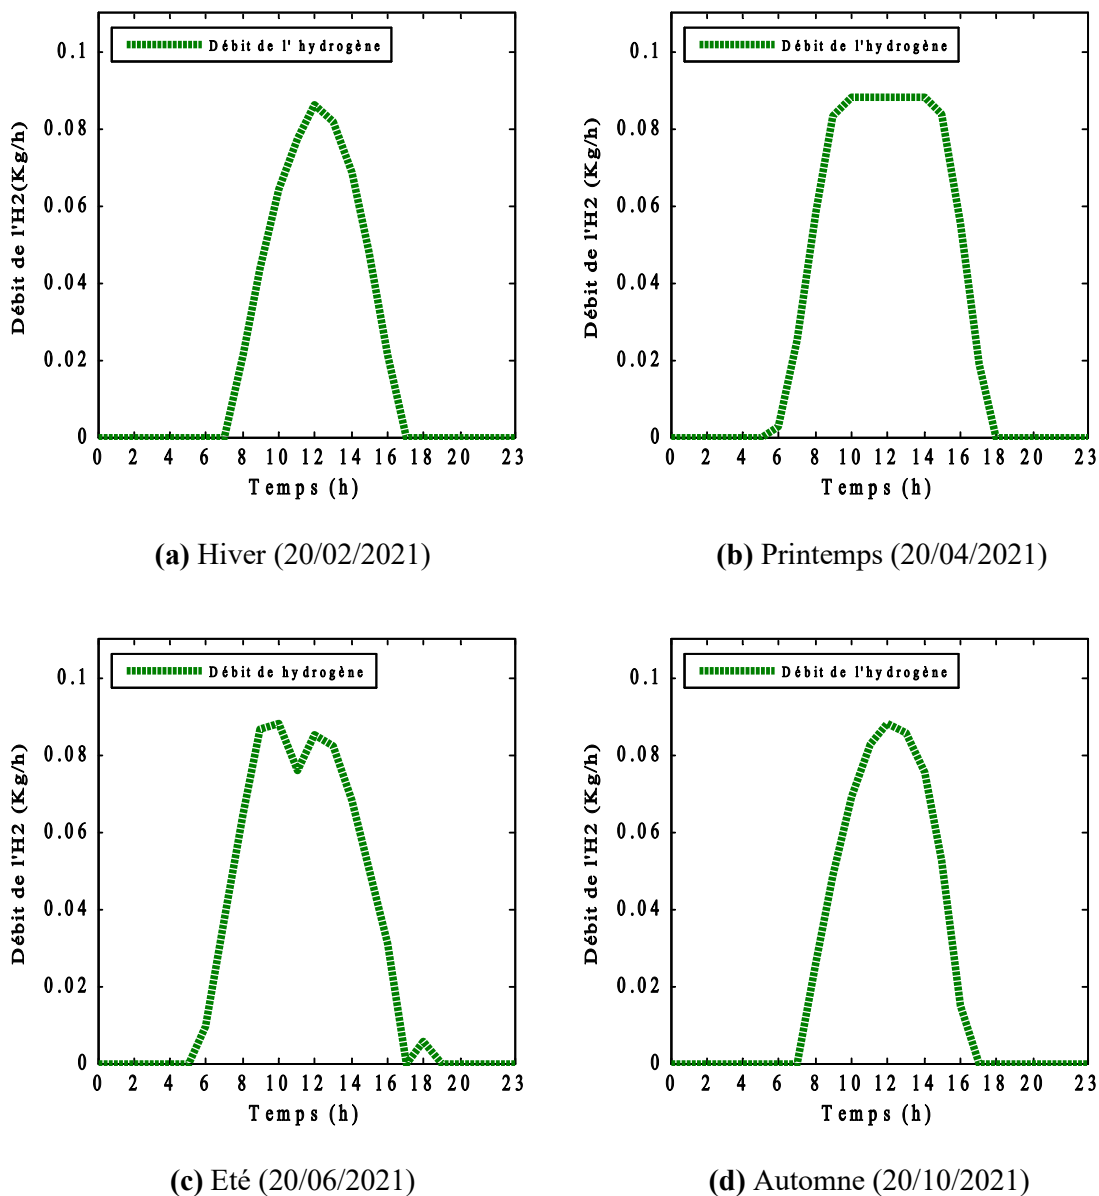 Débit de l' hydrogène
Débit de l'H2(Kg/h)
0.1
0.08
0.06
0.04
0.02
0
0 2 4 6 8 10 12 14 16 18 20 23
Temps (h)
(a) Hiver (20/02/2021)
Débit de l'hydrogène
Débit de l'H2 (Kg/h)
0.1
0.08
0.06
0.04
0.02
0
0 2 4 6 8 10 12 14 16 18 20 23
Temps (h)
(b) Printemps (20/04/2021)
Débit de hydrogène
Débit de l'H2 (Kg/h)
0.1
0.08
0.06
0.04
0.02
0
0 2 4 6 8 10 12 14 16 18 20 23
Temps (h)
(c) Eté (20/06/2021)
Débit de l'hydrogène
Débit de l'H2 (Kg/h)
0.1
0.08
0.06
0.04
0.02
0
0 2 4 6 8 10 12 14 16 18 20 23
Temps (h)
(d) Automne (20/10/2021)